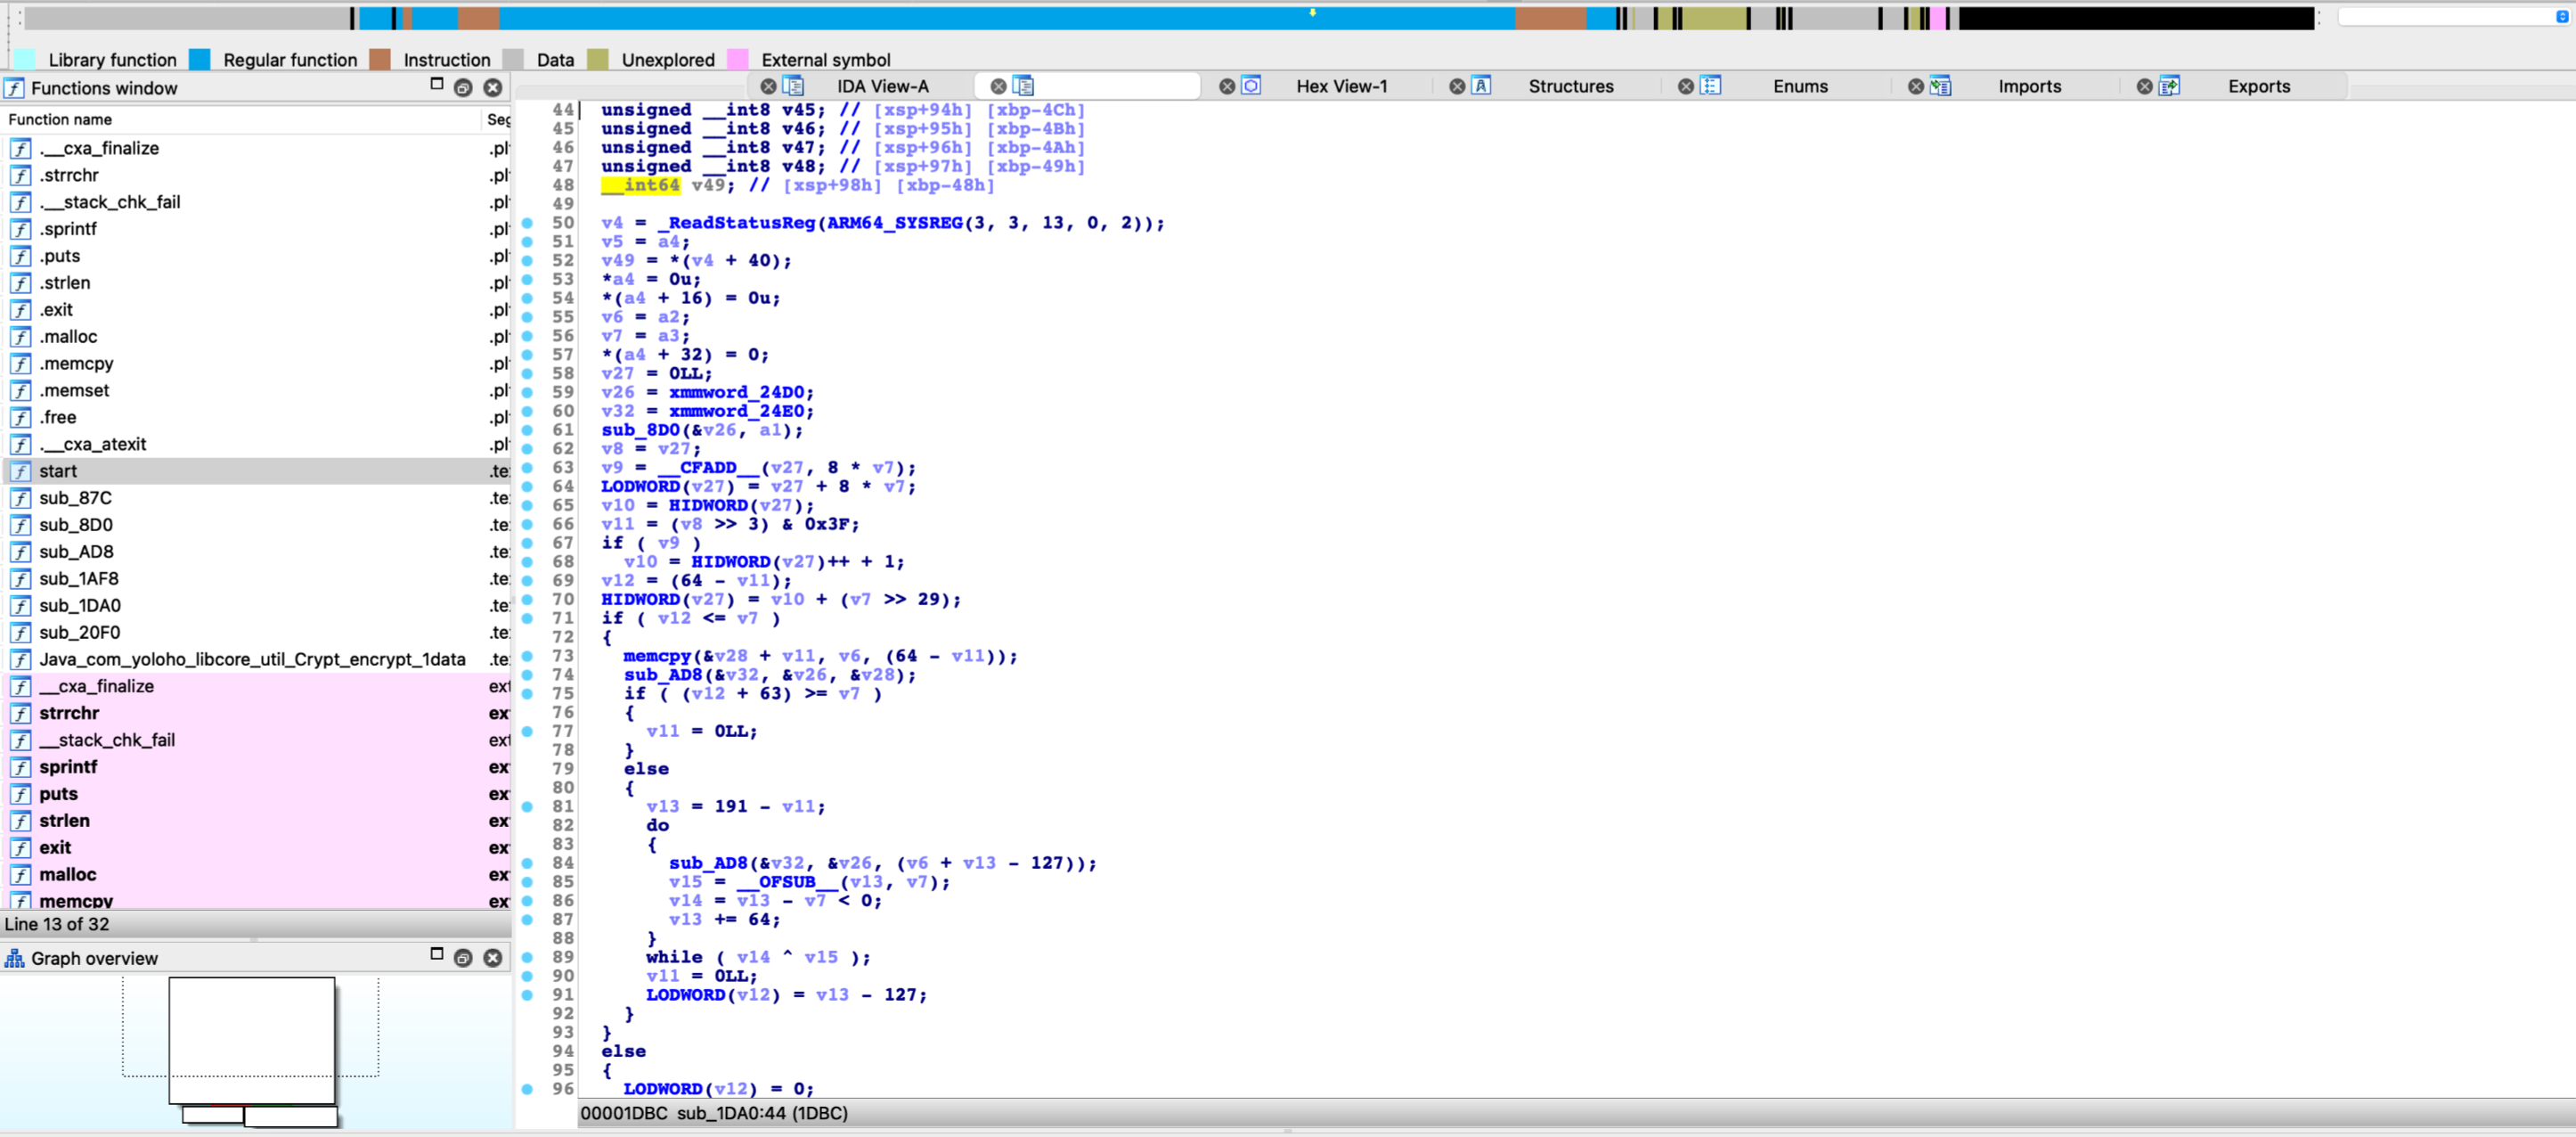 Library function Regular function Instruction Data Unexplored External symbol
Functions window
IDA View-A Hex View-1 Structures Enums Imports Exports
Function name Seg
.__cxa_finalize .pl
.strrchr .pl
.__stack_chk_fail .pl
.sprintf .pl
.puts .pl
.strlen .pl
.exit .pl
.malloc .pl
.memcpy .pl
.memset .pl
.free .pl
.__cxa_atexit .pl
start .te
sub_87C .te
sub_8D0 .te
sub_AD8 .te
sub_1AF8 .te
sub_1DA0 .te
sub_20F0 .te
Java_com_yoloho_libcore_util_Crypt_encrypt_1data .te
__cxa_finalize ext
strrchr ex
__stack_chk_fail ext
sprintf ex
puts ex
strlen ex
exit ex
malloc ex
memcpy ex
Line 13 of 32
Graph overview
44 unsigned __int8 v45; // [xsp+94h] [xbp-4Ch]
45 unsigned __int8 v46; // [xsp+95h] [xbp-4Bh]
46 unsigned __int8 v47; // [xsp+96h] [xbp-4Ah]
47 unsigned __int8 v48; // [xsp+97h] [xbp-49h]
48 __int64 v49; // [xsp+98h] [xbp-48h]
49
50 v4 = _ReadStatusReg(ARM64_SYSREG(3, 3, 13, 0, 2));
51 v5 = a4;
52 v49 = *(v4 + 40);
53 *a4 = 0u;
54 *(a4 + 16) = 0u;
55 v6 = a2;
56 v7 = a3;
57 *(a4 + 32) = 0;
58 v27 = 0LL;
59 v26 = xmmword_24D0;
60 v32 = xmmword_24E0;
61 sub_8D0(&v26, a1);
62 v8 = v27;
63 v9 = __CFADD__(v27, 8 * v7);
64 LODWORD(v27) = v27 + 8 * v7;
65 v10 = HIDWORD(v27);
66 v11 = (v8 >> 3) & 0x3F;
67 if ( v9 )
68 v10 = HIDWORD(v27)++ + 1;
69 v12 = (64 - v11);
70 HIDWORD(v27) = v10 + (v7 >> 29);
71 if ( v12 <= v7 )
72 {
73 memcpy(&v28 + v11, v6, (64 - v11));
74 sub_AD8(&v32, &v26, &v28);
75 if ( (v12 + 63) >= v7 )
76 {
77 v11 = 0LL;
78 }
79 else
80 {
81 v13 = 191 - v11;
82 do
83 {
84 sub_AD8(&v32, &v26, (v6 + v13 - 127));
85 v15 = __OFSUB__(v13, v7);
86 v14 = v13 - v7 < 0;
87 v13 += 64;
88 }
89 while ( v14 ^ v15 );
90 v11 = 0LL;
91 LODWORD(v12) = v13 - 127;
92 }
93 }
94 else
95 {
96 LODWORD(v12) = 0;
00001DBC sub_1DA0:44 (1DBC)